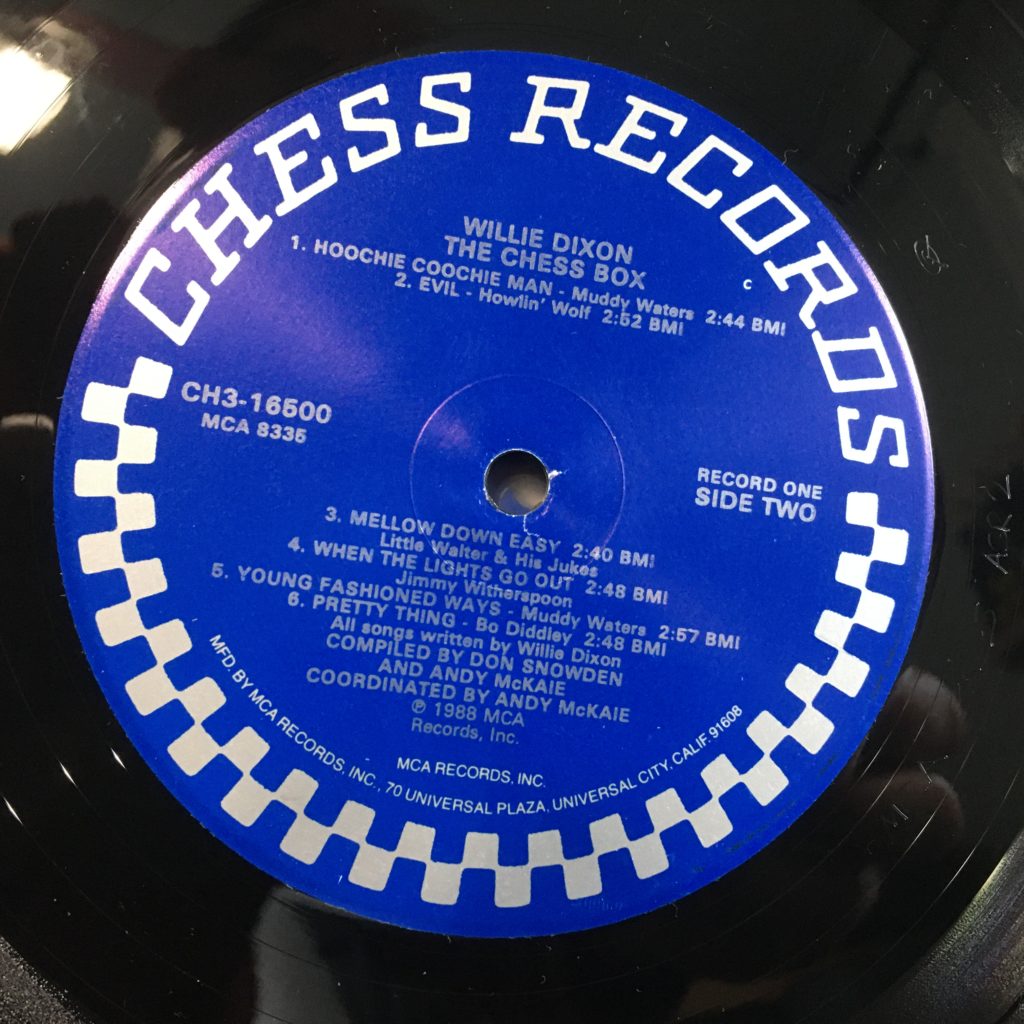 CHESS RECORDS
WILLIE DIXON
THE CHESS BOX
1. HOOCHIE COOCHIE MAN - Muddy Waters 2:44 BMI
2. EVIL - Howlin' Wolf 2:52 BMI
c
CH3-16500
MCA 8335
RECORD ONE
SIDE TWO
3. MELLOW DOWN EASY 2:40 BMI
Little Walter & His Jukes
4. WHEN THE LIGHTS GO OUT 2:48 BMI
Jimmy Witherspoon
5. YOUNG FASHIONED WAYS - Muddy Waters 2:57 BMI
6. PRETTY THING - Bo Diddley 2:48 BMI
All songs written by Willie Dixon
COMPILED BY DON SNOWDEN
AND ANDY McKAIE
COORDINATED BY ANDY McKAIE
℗ 1988 MCA
Records, Inc.
MCA RECORDS, INC.
MFD. BY MCA RECORDS, INC., 70 UNIVERSAL PLAZA, UNIVERSAL CITY, CALIF. 91608